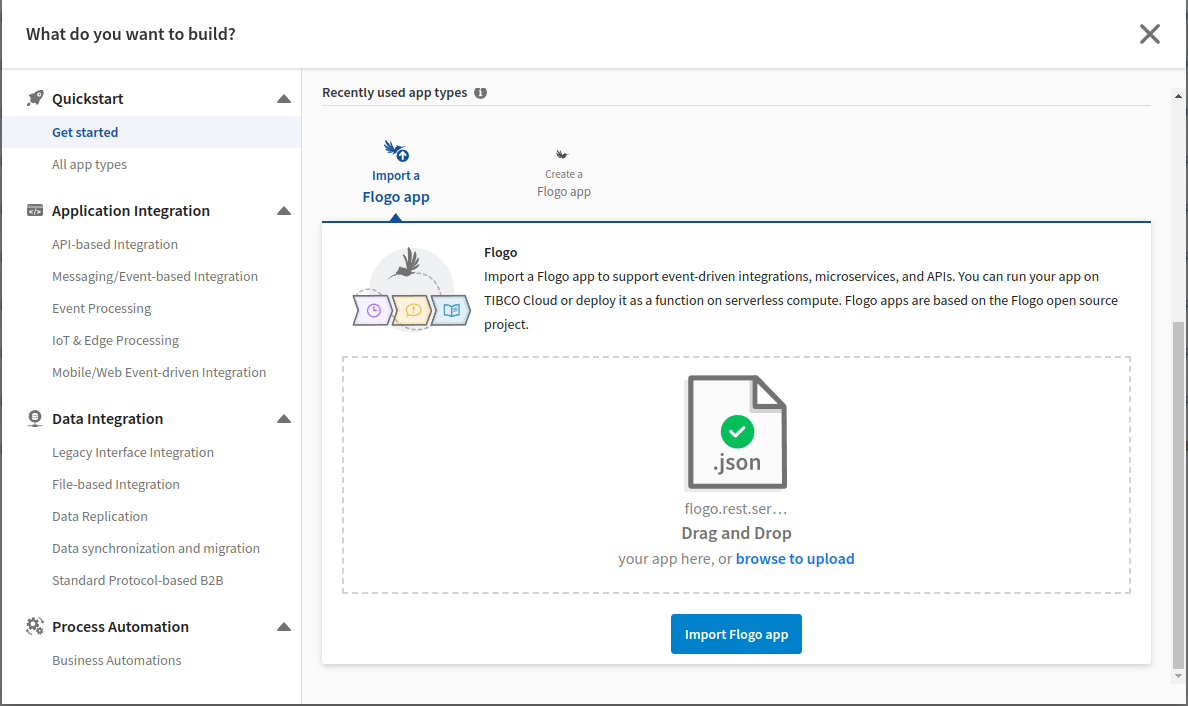 What do you want to build?
Quickstart
Get started
All app types
Application Integration
API-based Integration
Messaging/Event-based Integration
Event Processing
IoT & Edge Processing
Mobile/Web Event-driven Integration
Data Integration
Legacy Interface Integration
File-based Integration
Data Replication
Data synchronization and migration
Standard Protocol-based B2B
Process Automation
Business Automations
Recently used app types
Import a
Flogo app
Create a
Flogo app
Flogo
Import a Flogo app to support event-driven integrations, microservices, and APIs. You can run your app on
TIBCO Cloud or deploy it as a function on serverless compute. Flogo apps are based on the Flogo open source
project.
.json
flogo.rest.ser…
Drag and Drop
your app here, or browse to upload
Import Flogo app